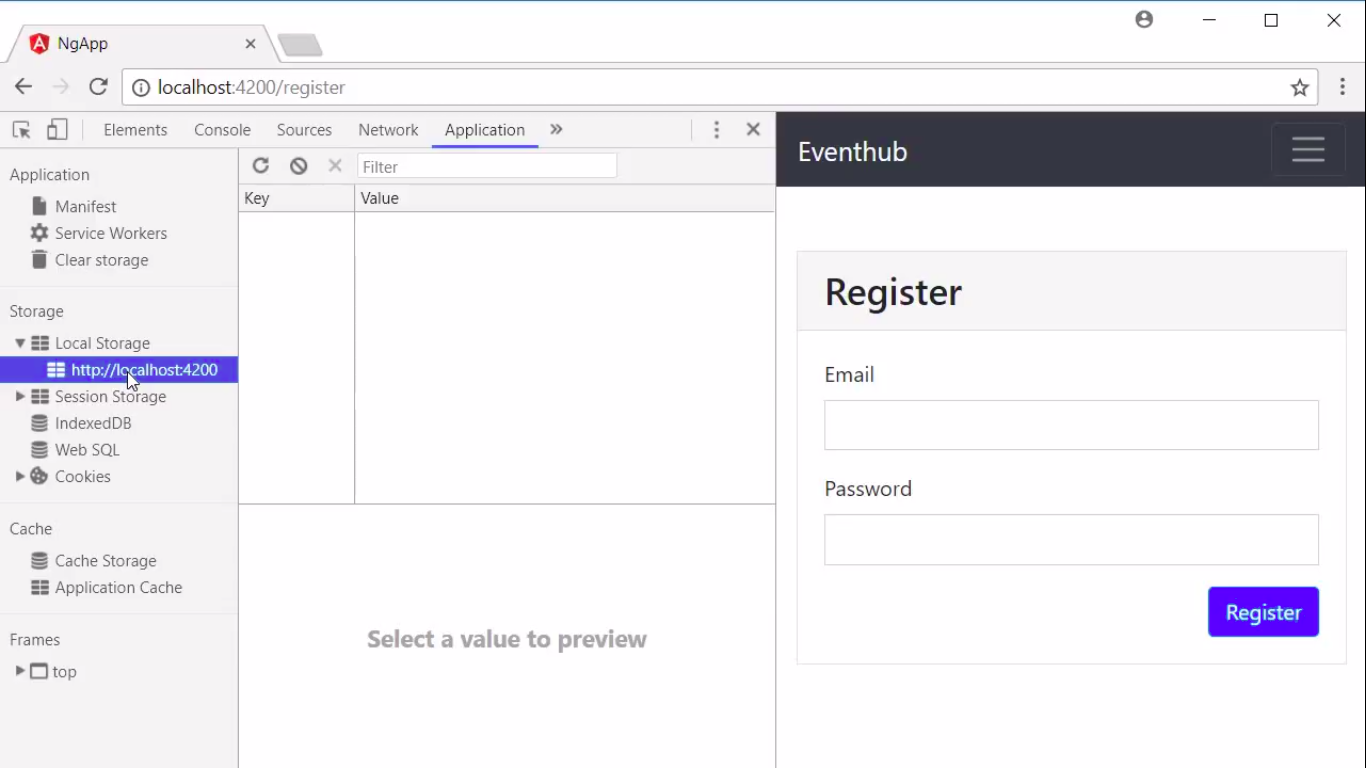 NgApp
localhost:4200/register
Elements Console Sources Network Application
Filter
Key Value
Application
Manifest
Service Workers
Clear storage
Storage
Local Storage
http://localhost:4200
Session Storage
IndexedDB
Web SQL
Cookies
Cache
Cache Storage
Application Cache
Frames
top
Select a value to preview
Eventhub
Register
Email
Password
Register